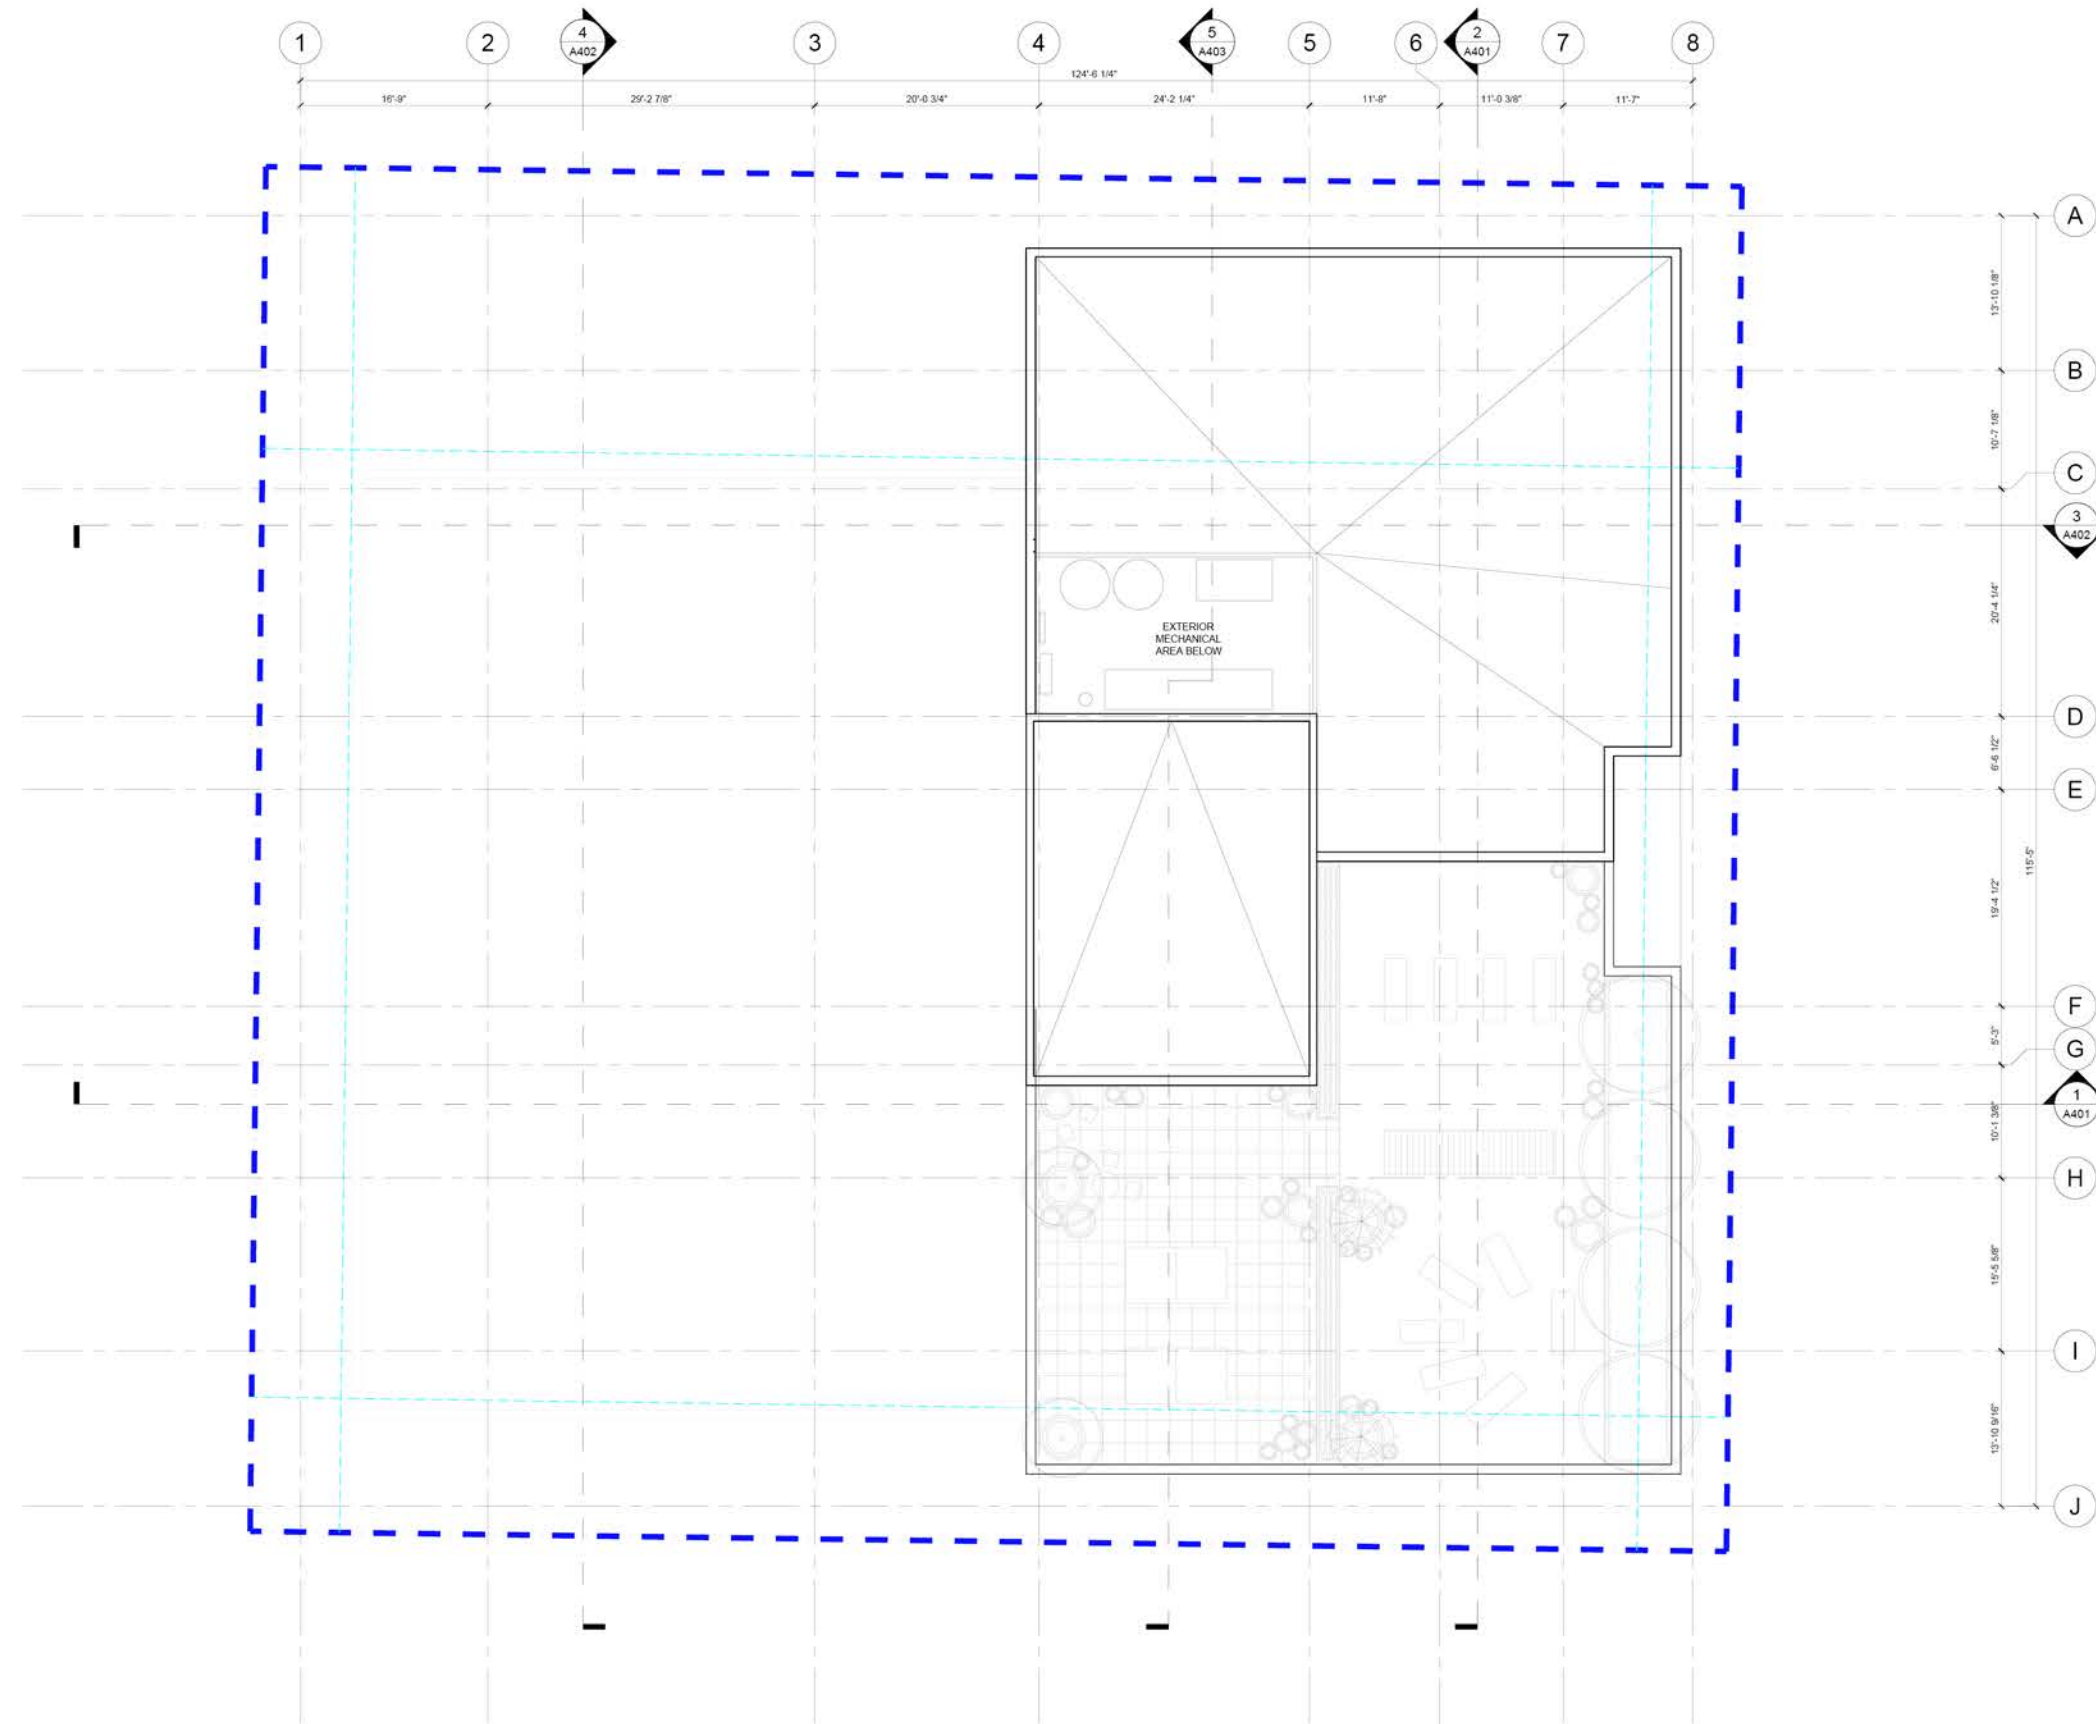 1
2
4
A402
3
4
5
A403
5
6
2
A401
7
8
124'-6 1/4"
16'-9"
29'-2 7/8"
20'-0 3/4"
24'-2 1/4"
11'-8"
11'-0 3/8"
11'-7"
A
13'-10 1/8"
B
10'-7 1/8"
C
3
A402
20'-4 1/4"
EXTERIOR
MECHANICAL
AREA BELOW
D
6'-6 1/2"
E
115'-5"
19'-4 1/2"
F
5'-3"
G
1
A401
10'-1 3/8"
H
15'-5 5/8"
I
13'-10 9/16"
J